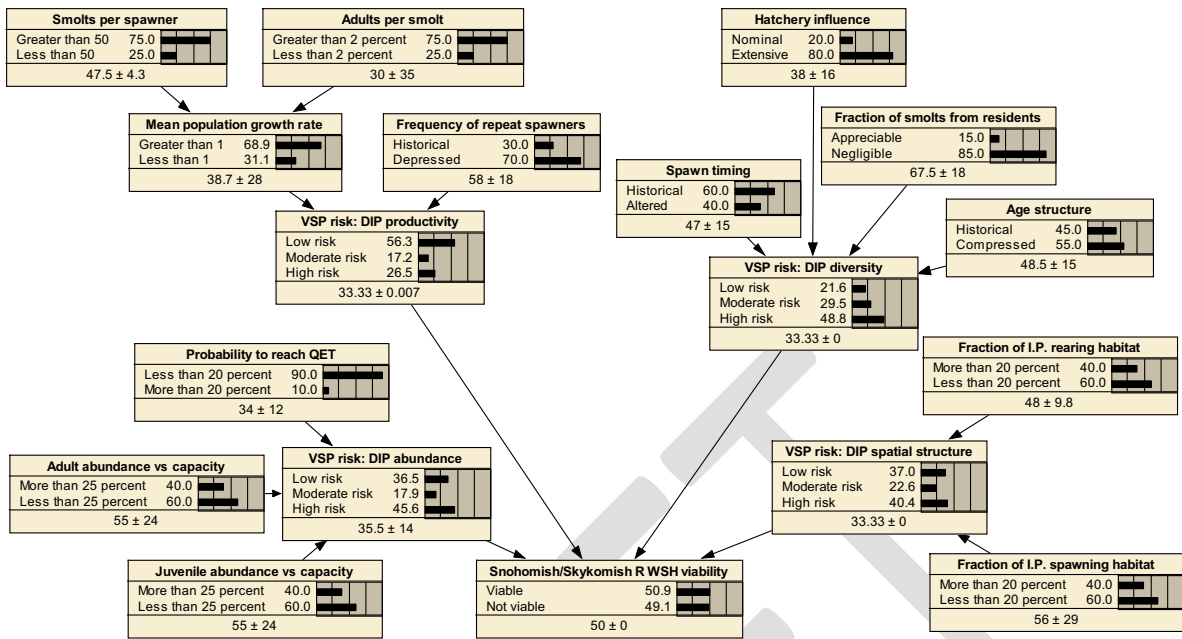 Smolts per spawner
Greater than 50 75.0
Less than 50 25.0
47.5 ± 4.3
Adults per smolt
Greater than 2 percent 75.0
Less than 2 percent 25.0
30 ± 35
Hatchery influence
Nominal 20.0
Extensive 80.0
38 ± 16
Mean population growth rate
Greater than 1 68.9
Less than 1 31.1
38.7 ± 28
Frequency of repeat spawners
Historical 30.0
Depressed 70.0
58 ± 18
Fraction of smolts from residents
Appreciable 15.0
Negligible 85.0
67.5 ± 18
Spawn timing
Historical 60.0
Altered 40.0
47 ± 15
Age structure
Historical 45.0
Compressed 55.0
48.5 ± 15
VSP risk: DIP productivity
Low risk 56.3
Moderate risk 17.2
High risk 26.5
33.33 ± 0.007
VSP risk: DIP diversity
Low risk 21.6
Moderate risk 29.5
High risk 48.8
33.33 ± 0
Probability to reach QET
Less than 20 percent 90.0
More than 20 percent 10.0
34 ± 12
Fraction of I.P. rearing habitat
More than 20 percent 40.0
Less than 20 percent 60.0
48 ± 9.8
Adult abundance vs capacity
More than 25 percent 40.0
Less than 25 percent 60.0
55 ± 24
VSP risk: DIP abundance
Low risk 36.5
Moderate risk 17.9
High risk 45.6
35.5 ± 14
VSP risk: DIP spatial structure
Low risk 37.0
Moderate risk 22.6
High risk 40.4
33.33 ± 0
Juvenile abundance vs capacity
More than 25 percent 40.0
Less than 25 percent 60.0
55 ± 24
Snohomish/Skykomish R WSH viability
Viable 50.9
Not viable 49.1
50 ± 0
Fraction of I.P. spawning habitat
More than 20 percent 40.0
Less than 20 percent 60.0
56 ± 29